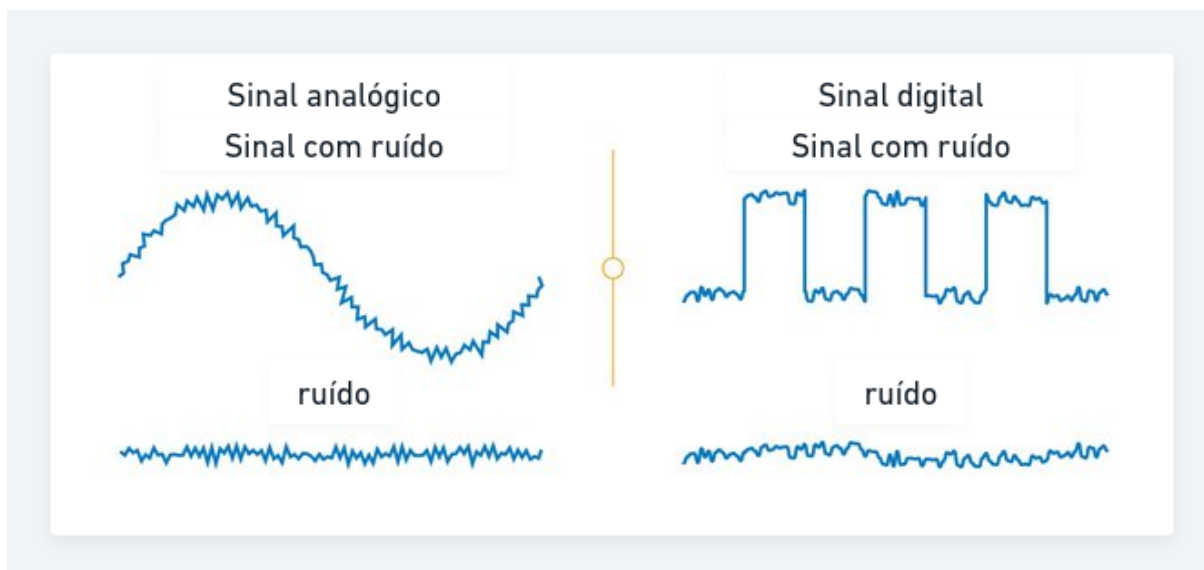 Sinal analógico
Sinal com ruído
ruído
Sinal digital
Sinal com ruído
ruído